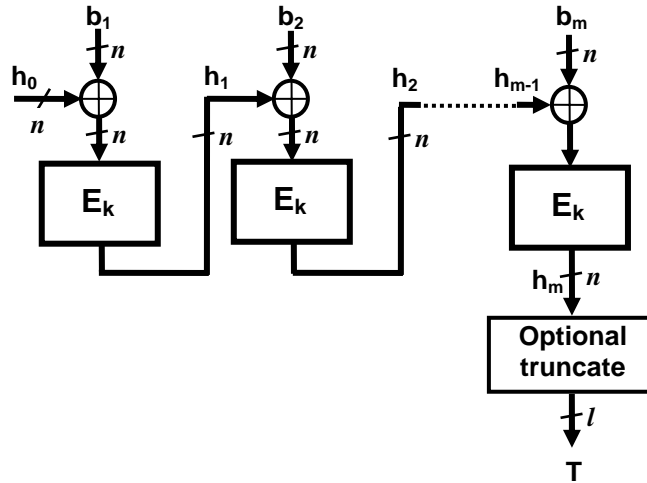 b₁ b₂ bₘ
n n n
h₀ h₁ h₂ hₘ₋₁
n
n n n n
Eₖ Eₖ Eₖ
hₘ n
Optional
truncate
l
T